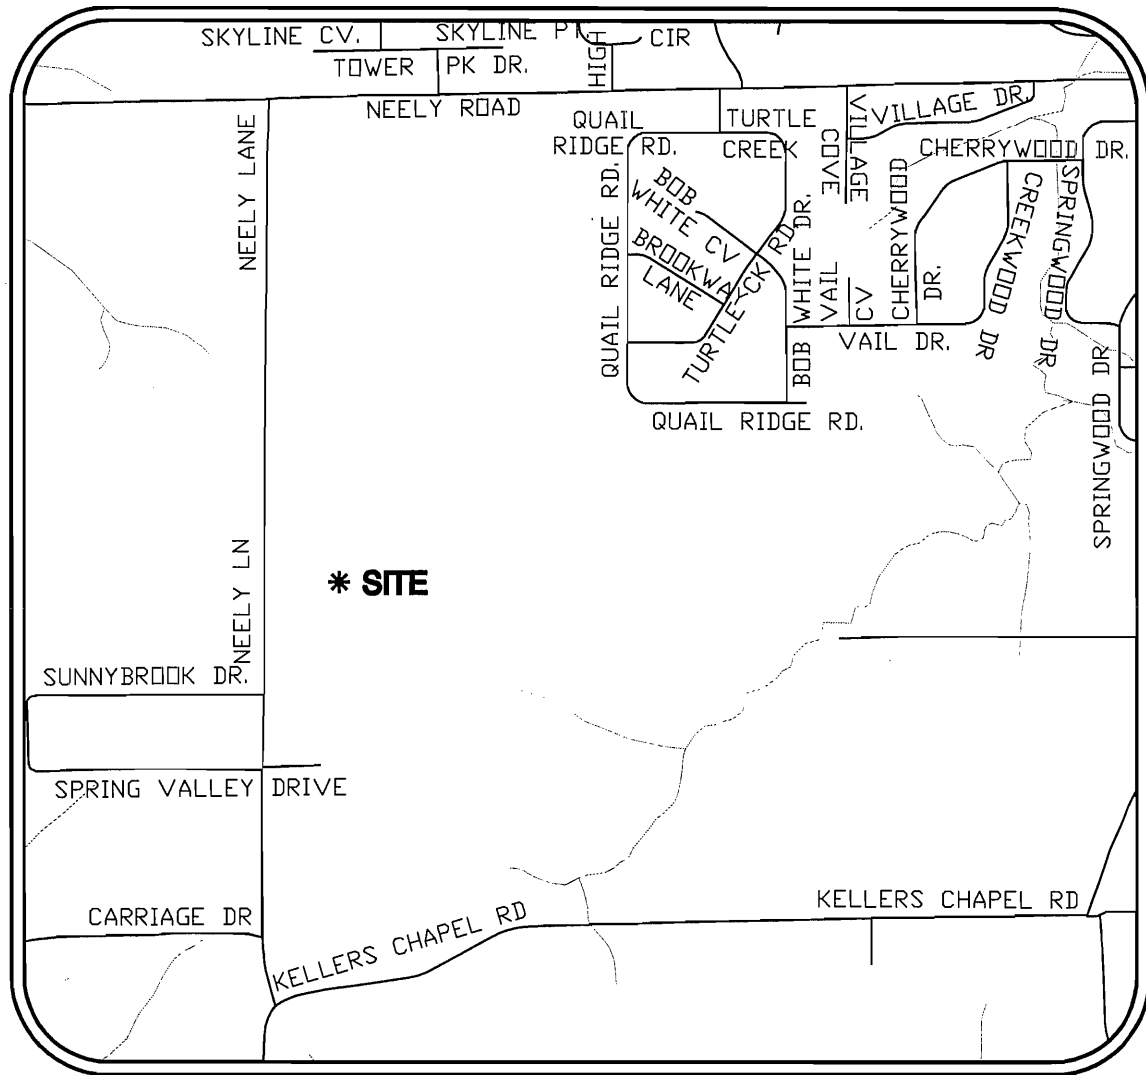 SKYLINE CV.
SKYLINE PT
HIGH
CIR
TOWER PK DR.
NEELY ROAD
NEELY LANE
QUAIL
RIDGE RD.
TURTLE
CREEK
COVE
VILLAGE
VILLAGE DR.
CHERRYWOOD DR.
QUAIL RIDGE RD.
BOB
WHITE CV
BROOKWAY
LANE
TURTLE CK RD.
BOB WHITE DR.
VAIL
CV
CHERRYWOOD
DR.
CREEKWOOD DR
SPRINGWOOD DR
VAIL DR.
SPRINGWOOD DR
QUAIL RIDGE RD.
NEELY LN
* SITE
SUNNYBROOK DR.
SPRING VALLEY DRIVE
CARRIAGE DR
KELLERS CHAPEL RD
KELLERS CHAPEL RD